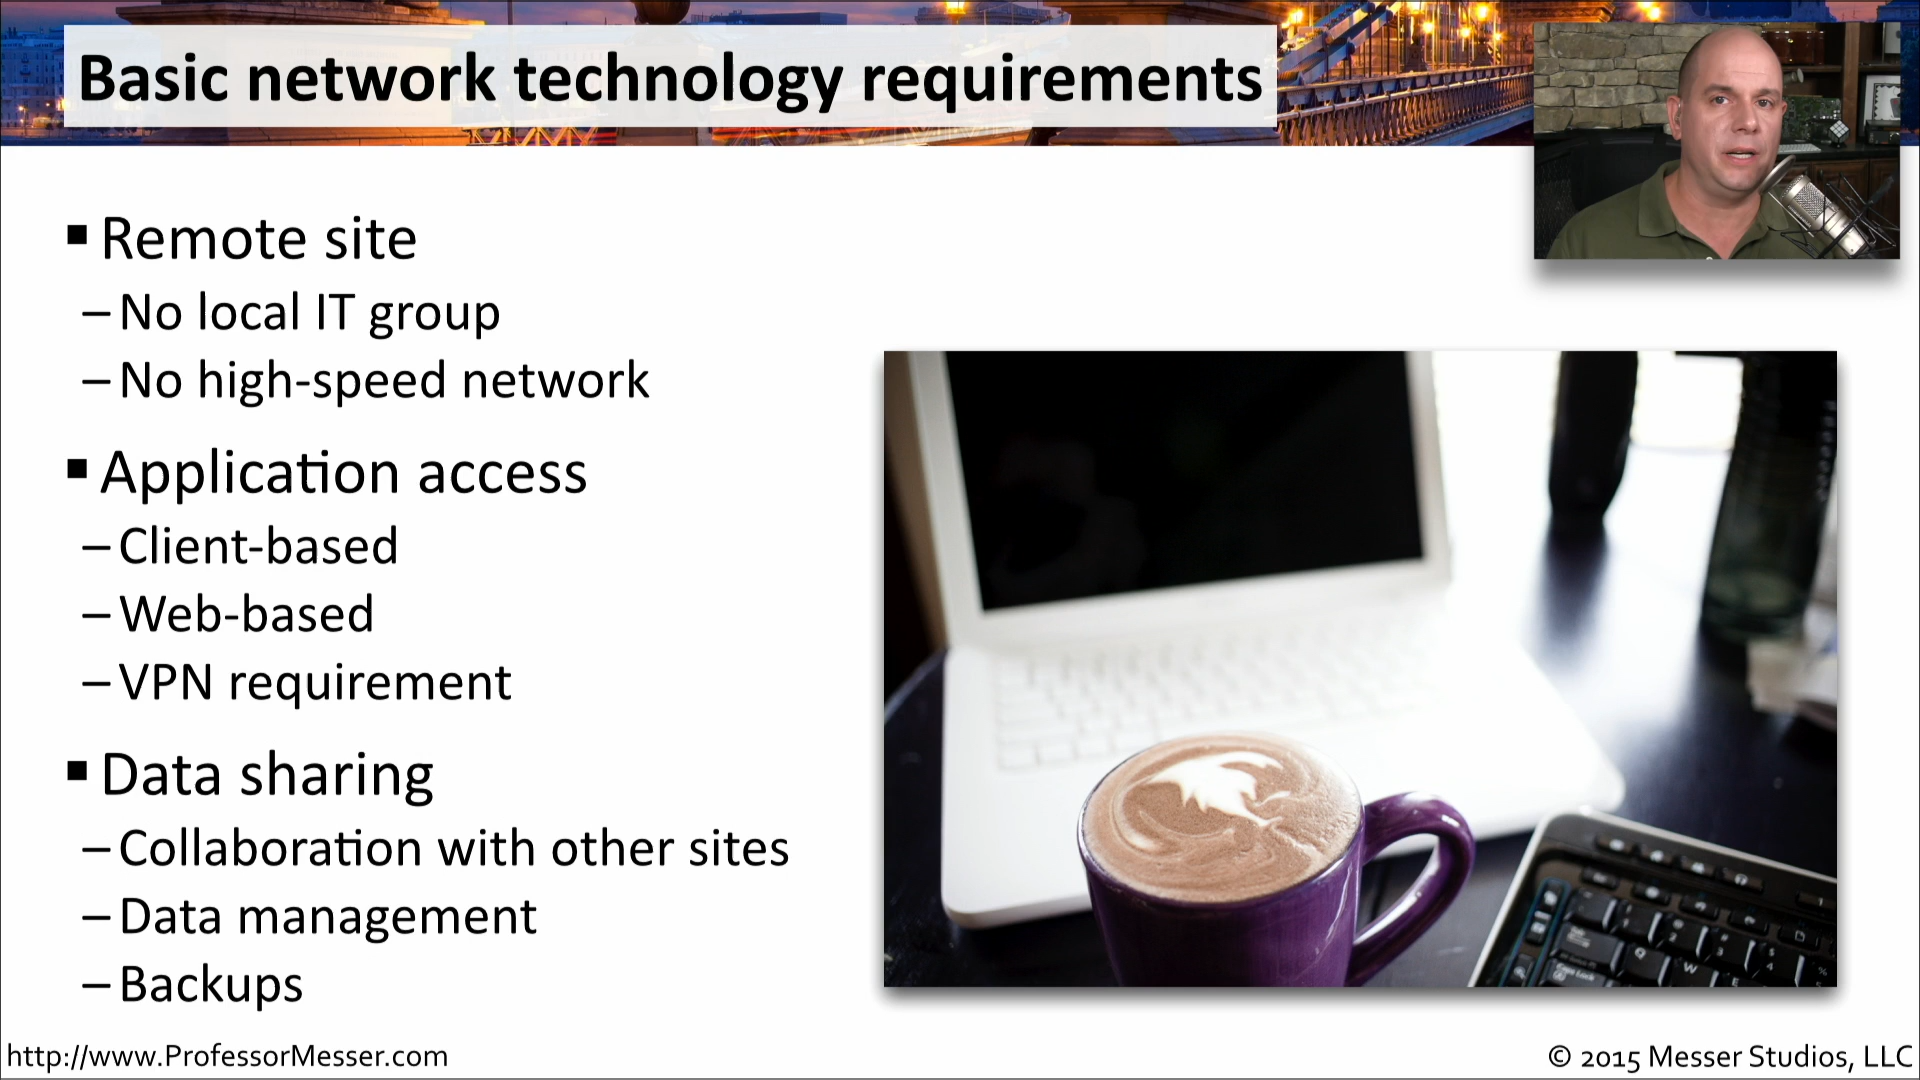 Basic network technology requirements
▪ Remote site
– No local IT group
– No high-speed network
▪ Application access
– Client-based
– Web-based
– VPN requirement
▪ Data sharing
– Collaboration with other sites
– Data management
– Backups
http://www.ProfessorMesser.com
© 2015 Messer Studios, LLC